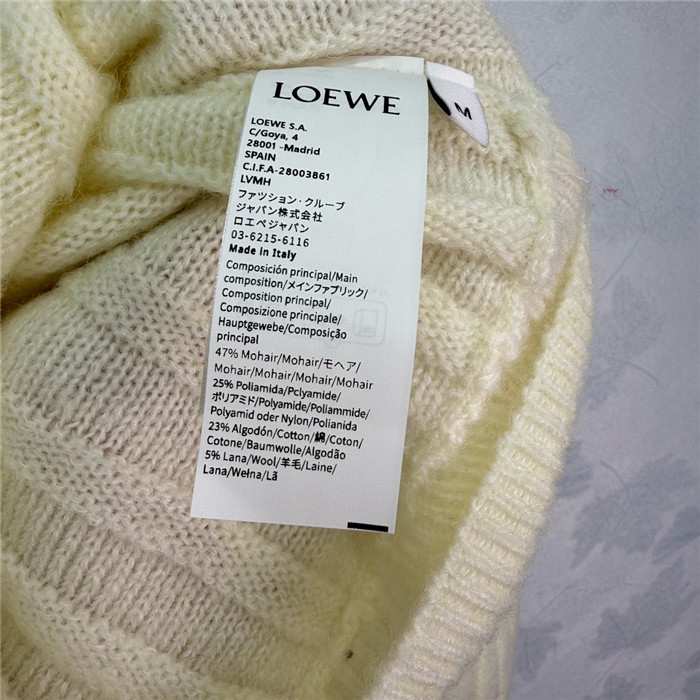 LOEWE
M
LOEWE S.A.
C/Goya, 4
28001 -Madrid
SPAIN
C.I.F.A-28003861
LVMH
ファツション・クループ
ジャパン株式会社
ロエペジャパン
03-6215-6116
Made in Italy
Composición principal/Main
composition/メインファブリック/
Composition principal/
Composizione principale/
Hauptgewebe/Composição
principal
47% Mohair/Mohair/モヘア/
Mohair/Mohair/Mohair/Mohair
25% Poliamida/Pclyamide/
ポリアミド/Polyamide/Poliammide/
Polyamid oder Nylon/Polianida
23% Algodón/Cotton/綿/Coton/
Cotone/Baumwolle/Algodão
5% Lana/Wool/羊毛/Laine/
Lana/Wełna/Lã